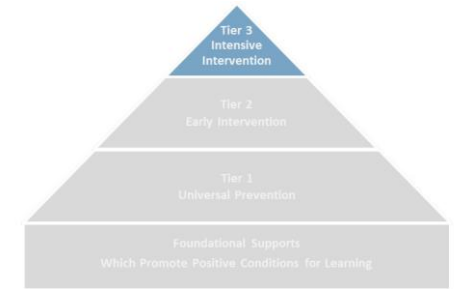 Tier 3
Intensive
Intervention
Tier 2
Early Intervention
Tier 1
Universal Prevention
Foundational Supports
Which Promote Positive Conditions for Learning